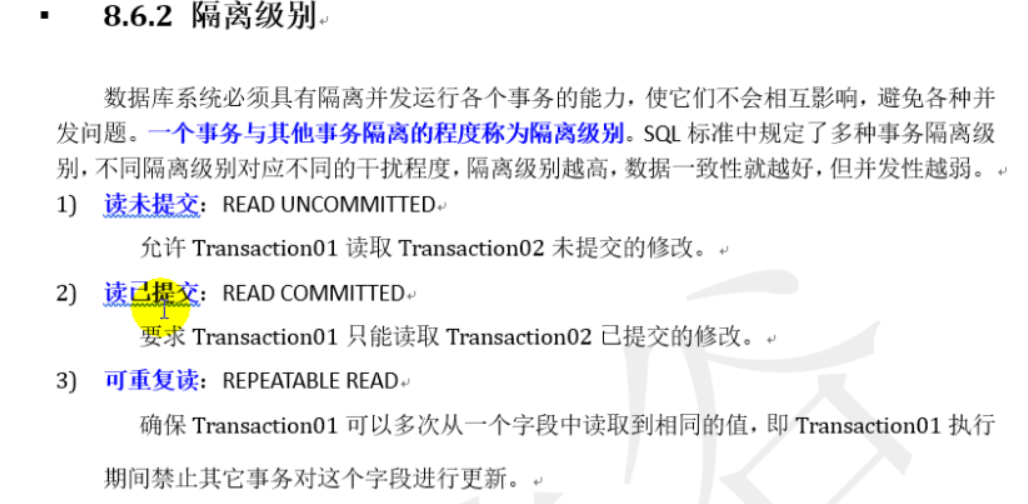 ▪ 8.6.2 隔离级别
数据库系统必须具有隔离并发运行各个事务的能力，使它们不会相互影响，避免各种并
发问题。一个事务与其他事务隔离的程度称为隔离级别。SQL 标准中规定了多种事务隔离级
别，不同隔离级别对应不同的干扰程度，隔离级别越高，数据一致性就越好，但并发性越弱。
1) 读未提交：READ UNCOMMITTED
允许 Transaction01 读取 Transaction02 未提交的修改。
2) 读已提交：READ COMMITTED
要求 Transaction01 只能读取 Transaction02 已提交的修改。
3) 可重复读：REPEATABLE READ
确保 Transaction01 可以多次从一个字段中读取到相同的值，即 Transaction01 执行
期间禁止其它事务对这个字段进行更新。